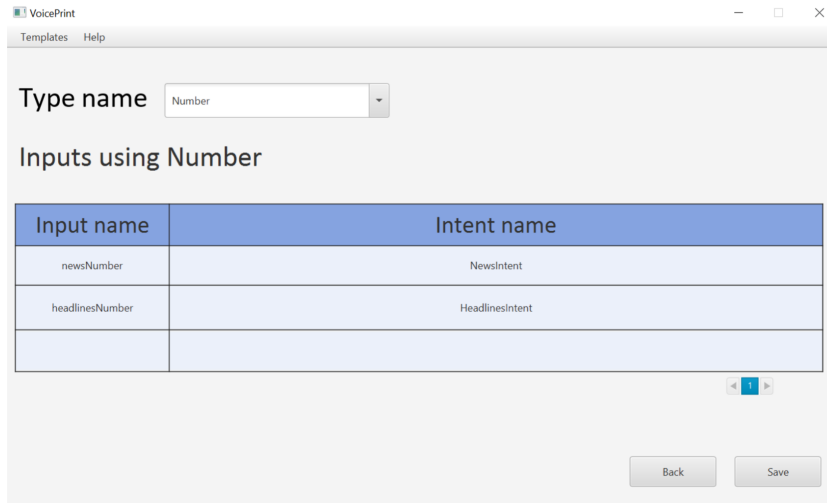 VoicePrint
Templates Help
Type name Number
Inputs using Number
Input name Intent name
newsNumber NewsIntent
headlinesNumber HeadlinesIntent
1
Back Save